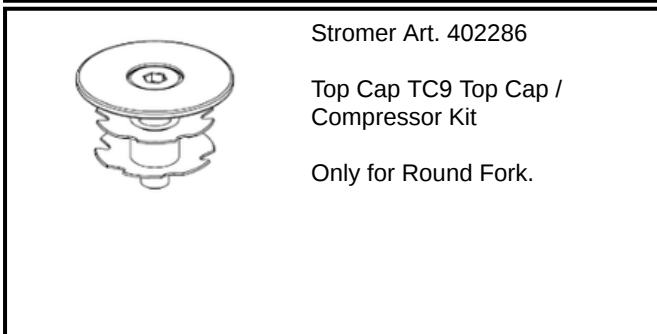 Stromer Art. 402286
Top Cap TC9 Top Cap /
Compressor Kit
Only for Round Fork.